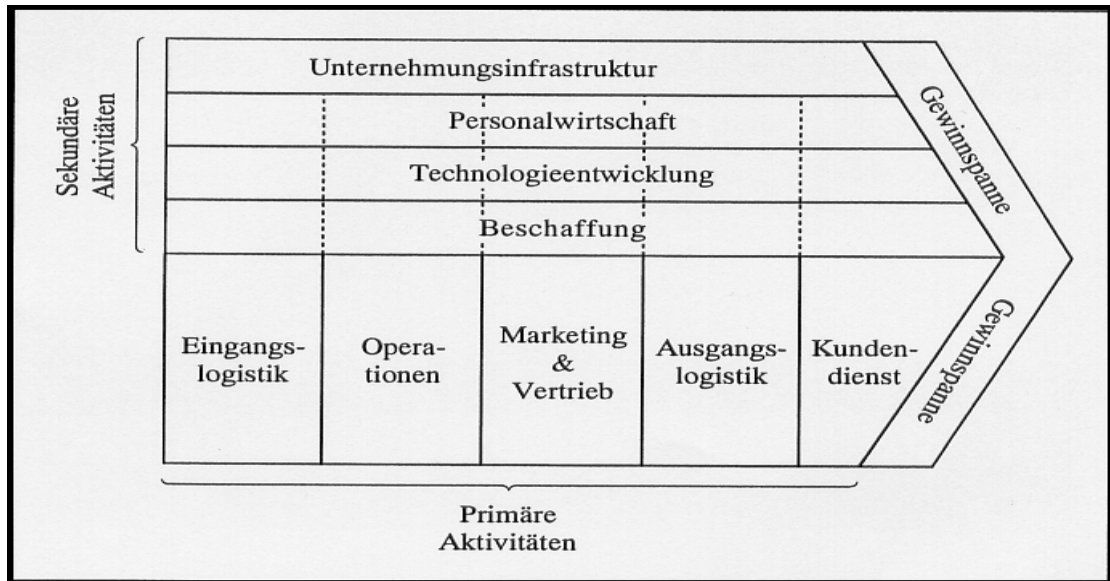 Sekundäre
Aktivitäten
Unternehmungsinfrastruktur
Personalwirtschaft
Technologieentwicklung
Beschaffung
Gewinnspanne
Eingangs-
logistik
Opera-
tionen
Marketing
&
Vertrieb
Ausgangs-
logistik
Kunden-
dienst
Gewinnspanne
Primäre
Aktivitäten